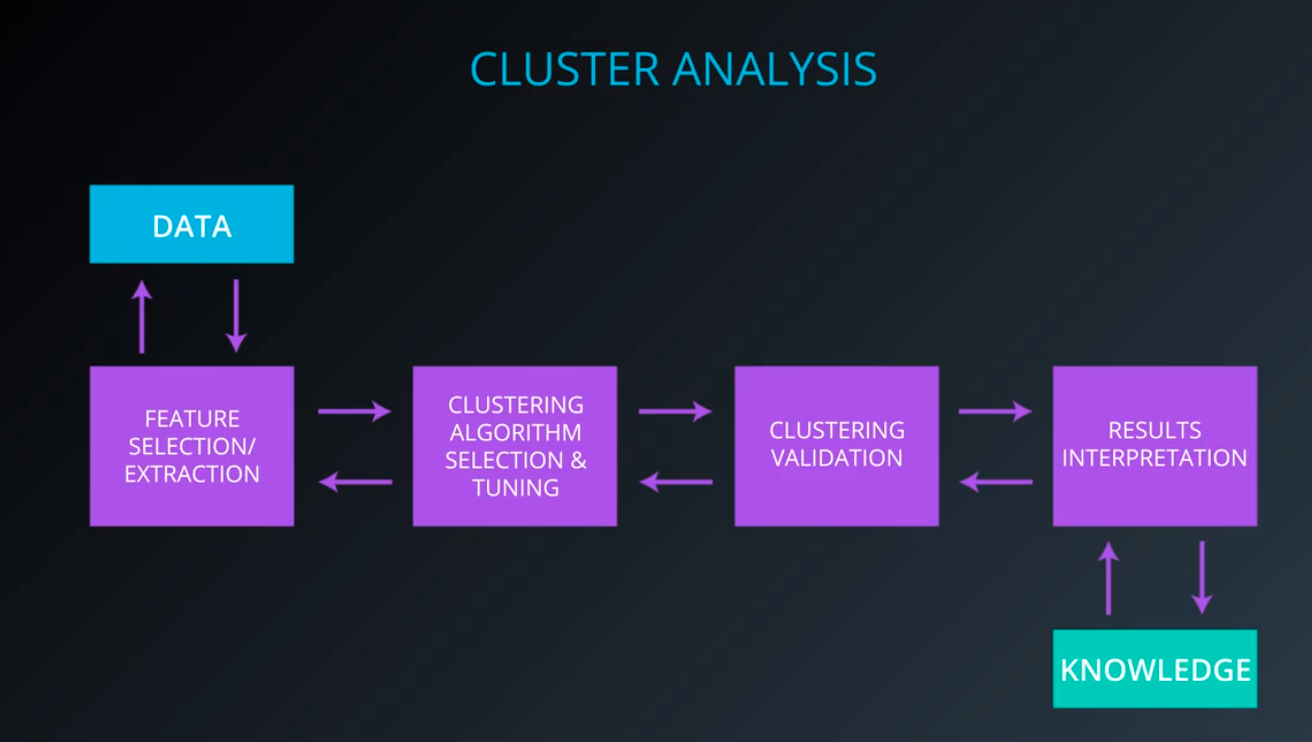 CLUSTER ANALYSIS
DATA
FEATURE
SELECTION/
EXTRACTION
CLUSTERING
ALGORITHM
SELECTION &
TUNING
CLUSTERING
VALIDATION
RESULTS
INTERPRETATION
KNOWLEDGE